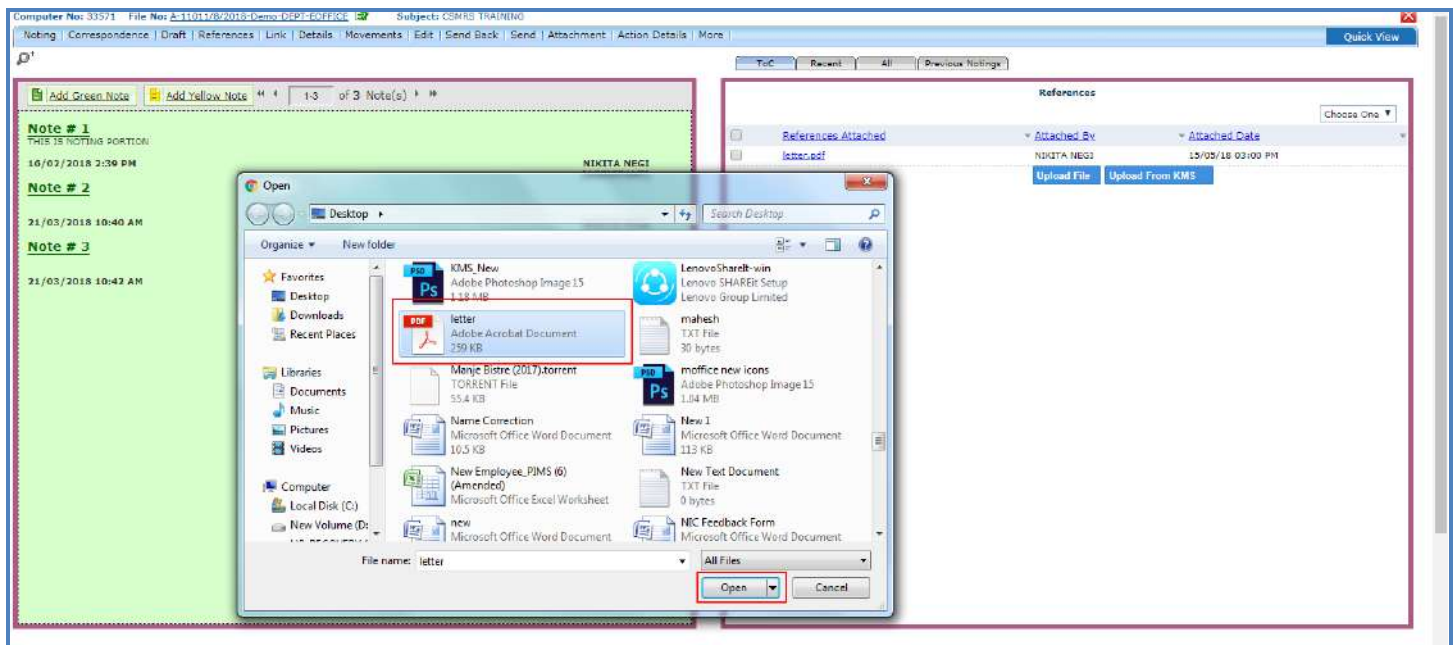 Computer No: 33571 File No: A-11011/8/2018-Demo-DEPT-EOFFICE Subject: CSMRS TRAINING
Noting | Correspondence | Draft | References | Link | Details | Movements | Edit | Send Back | Send | Attachment | Action Details | More
Quick View
ToC Recent All Previous Notings
Add Green Note Add Yellow Note 1-3 of 3 Note(s)
Note # 1
THIS IS NOTING PORTION
16/02/2018 2:39 PM NIKITA NEGI
Note # 2
21/03/2018 10:40 AM
Note # 3
21/03/2018 10:42 AM
References
Choose One
References Attached Attached By Attached Date
letter.pdf NIKITA NEGI 15/05/18 03:00 PM
Upload File Upload From KMS
Open
Desktop
Search Desktop
Organize New folder
Favorites
Desktop
Downloads
Recent Places
Libraries
Documents
Music
Pictures
Videos
Computer
Local Disk (C:)
New Volume (D:
PSD
Ps
KMS_New
Adobe Photoshop Image 15
1.18 MB
PDF
letter
Adobe Acrobat Document
259 KB
Manje Bistre (2017).torrent
TORRENT File
55.4 KB
Name Correction
Microsoft Office Word Document
10.5 KB
New Employee_PIMS (6)
(Amended)
Microsoft Office Excel Worksheet
new
Microsoft Office Word Document
LenovoShareIt-win
Lenovo SHAREit Setup
Lenovo Group Limited
mahesh
TXT File
30 bytes
PSD
Ps
moffice new icons
Adobe Photoshop Image 15
1.04 MB
New 1
Microsoft Office Word Document
113 KB
New Text Document
TXT File
0 bytes
NIC Feedback Form
Microsoft Office Word Document
File name: letter
All Files
Open Cancel